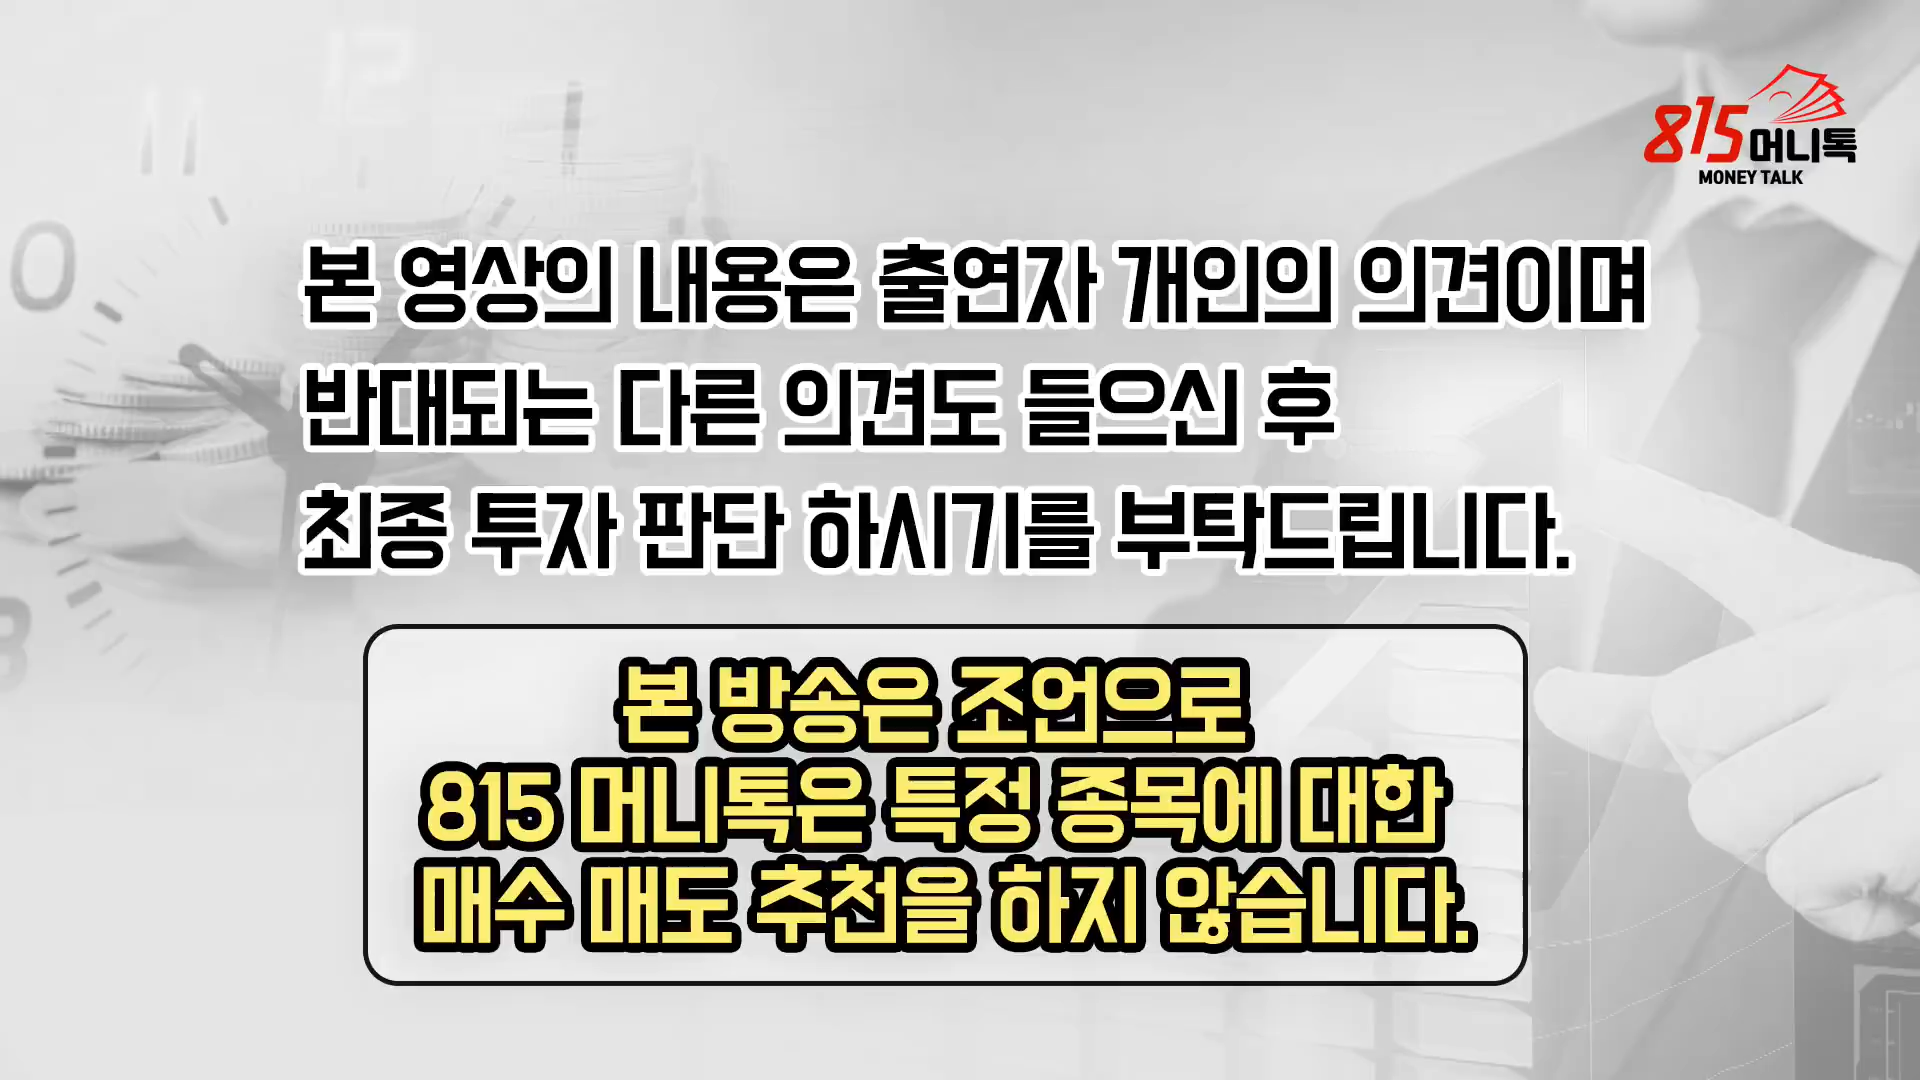 815머니톡
MONEY TALK
본 영상의 내용은 출연자 개인의 의견이며
반대되는 다른 의견도 들으신 후
최종 투자 판단 하시기를 부탁드립니다.
본 방송은 조언으로
815 머니톡은 특정 종목에 대한
매수 매도 추천을 하지 않습니다.
12
11
0
8